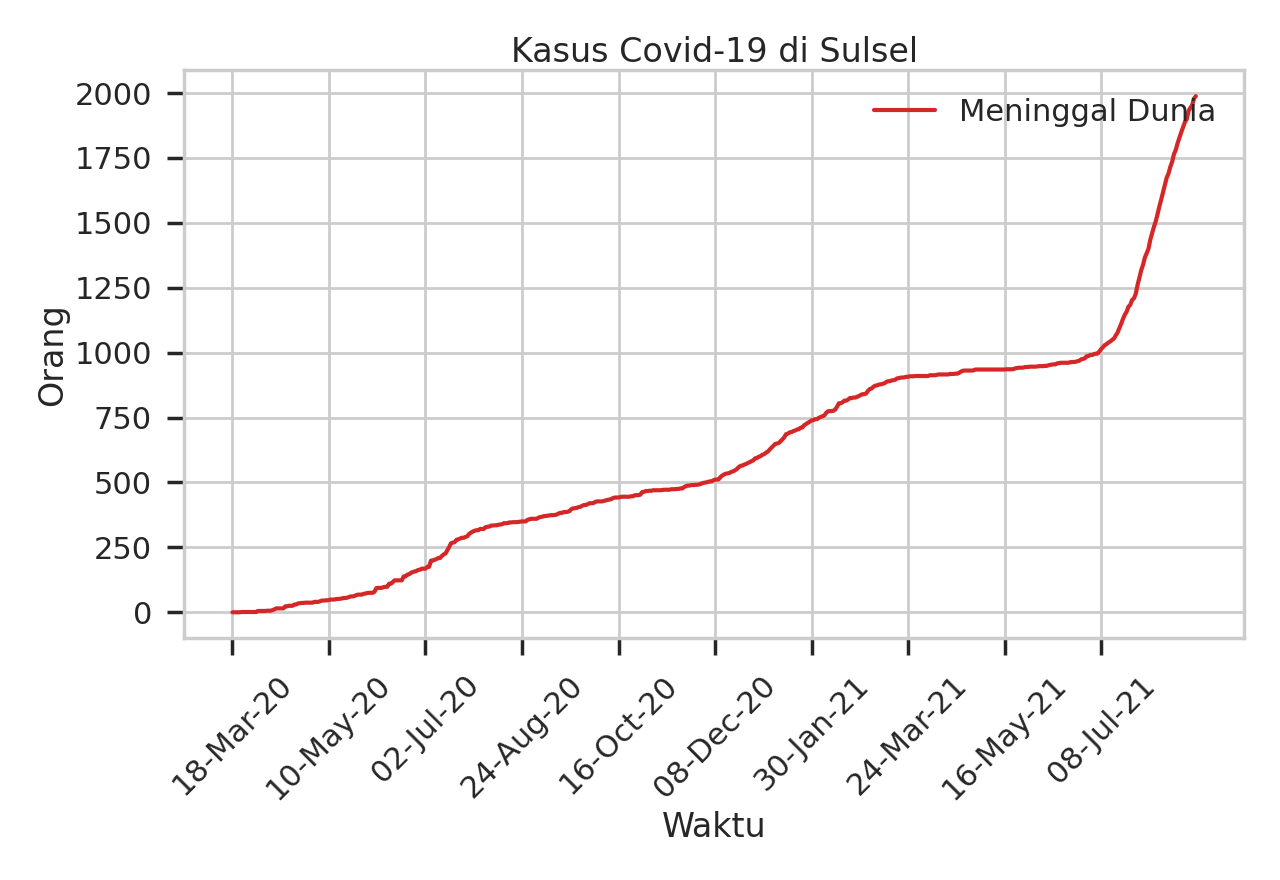 Kasus Covid-19 di Sulsel
Meninggal Dunia
Orang
2000
1750
1500
1250
1000
750
500
250
0
18-Mar-20
10-May-20
02-Jul-20
24-Aug-20
16-Oct-20
08-Dec-20
30-Jan-21
24-Mar-21
16-May-21
08-Jul-21
Waktu